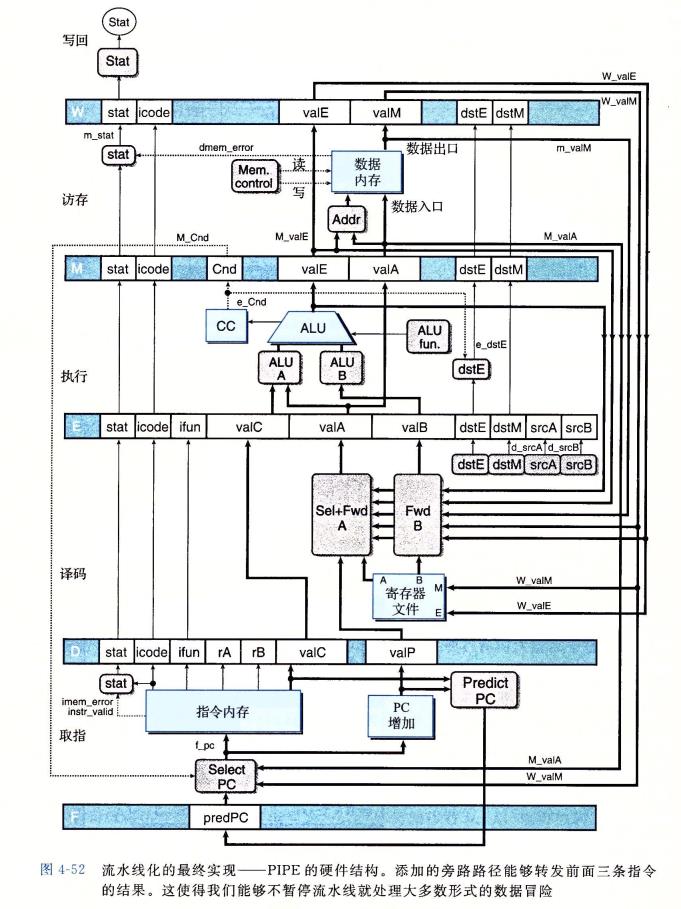 Stat
写回
Stat
W_valE
W stat icode valE valM dstE dstM
W_valM
m_stat
stat
dmem_error
Mem. control
读
写
数据内存
数据出口
m_valM
访存
Addr
数据入口
M_Cnd
M_valE
M_valA
M stat icode Cnd valE valA dstE dstM
e_Cnd
CC
ALU
ALU fun.
e_dstE
ALU A
ALU B
dstE
执行
E stat icode ifun valC valA valB dstE dstM srcA srcB
d_srcA d_srcB
dstE dstM srcA srcB
Sel+Fwd A
Fwd B
译码
A B
M
寄存器文件
E
W_valM
W_valE
D stat icode ifun rA rB valC valP
stat
imem_error
instr_valid
指令内存
PC 增加
Predict PC
取指
f_pc
Select PC
M_valA
W_valM
F predPC
图 4-52 流水线化的最终实现——PIPE 的硬件结构。添加的旁路路径能够转发前面三条指令
的结果。这使得我们能够不暂停流水线就处理大多数形式的数据冒险